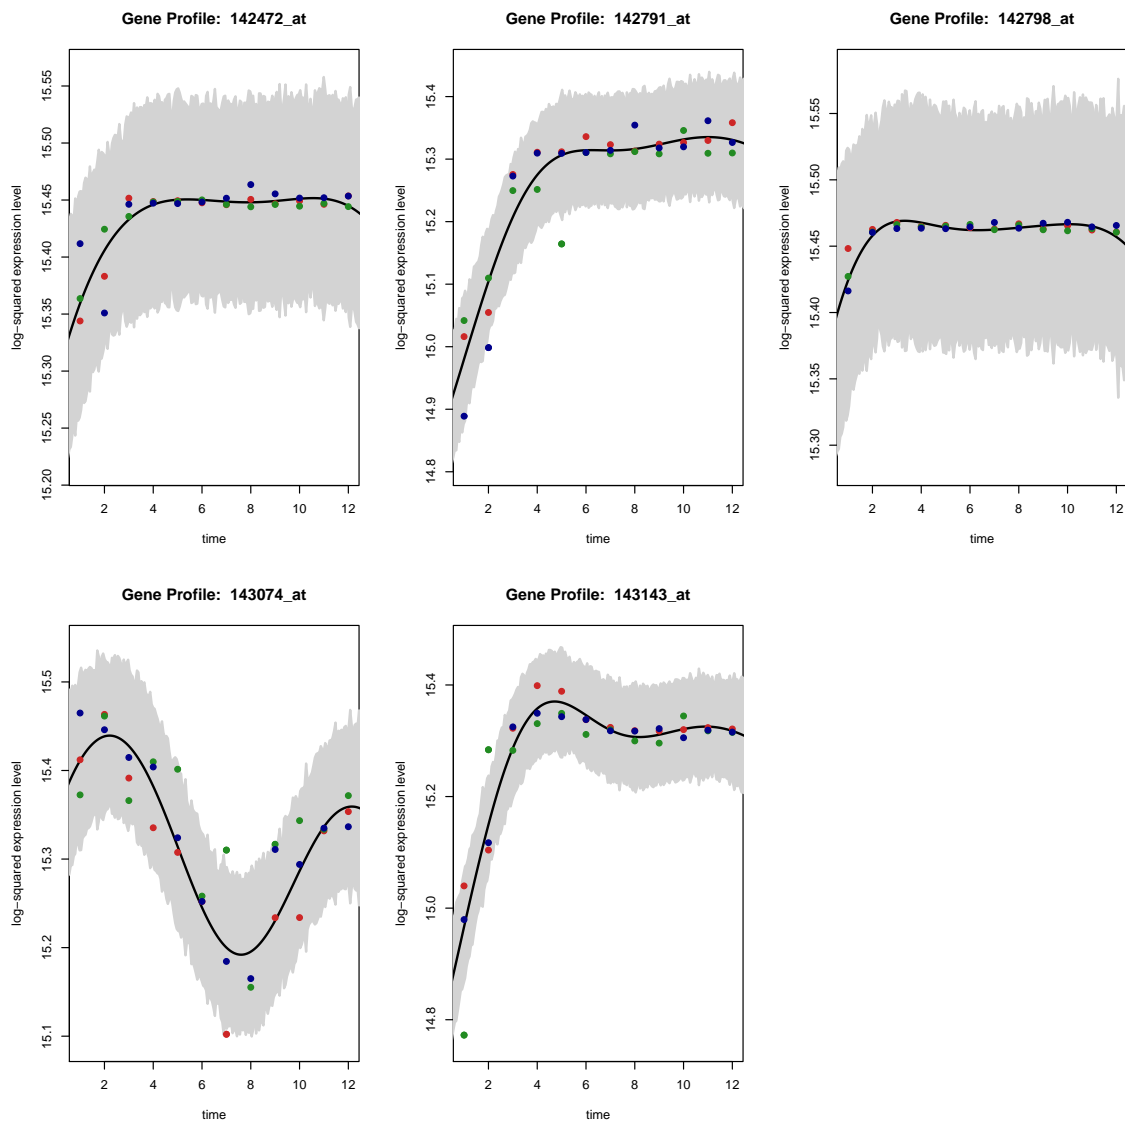 Gene Profile:  142472_at
log−squared expression level
15.20 15.25 15.30 15.35 15.40 15.45 15.50 15.55
2 4 6 8 10 12
time
Gene Profile:  142791_at
log−squared expression level
14.8 14.9 15.0 15.1 15.2 15.3 15.4
2 4 6 8 10 12
time
Gene Profile:  142798_at
log−squared expression level
15.30 15.35 15.40 15.45 15.50 15.55
2 4 6 8 10 12
time
Gene Profile:  143074_at
log−squared expression level
15.1 15.2 15.3 15.4 15.5
2 4 6 8 10 12
time
Gene Profile:  143143_at
log−squared expression level
14.8 15.0 15.2 15.4
2 4 6 8 10 12
time